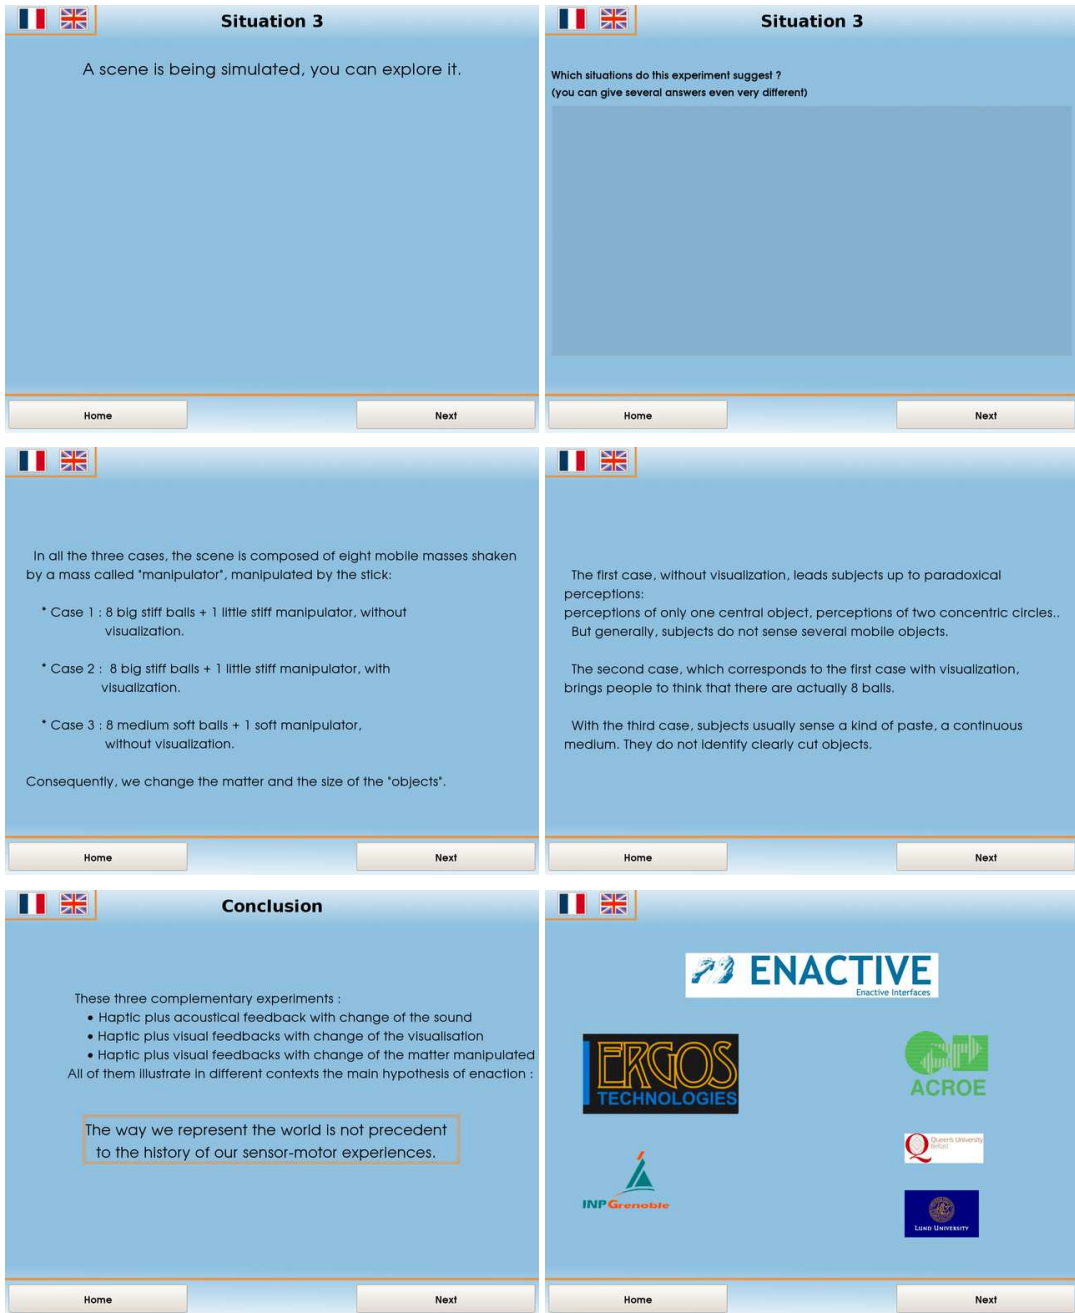 Situation 3
A scene is being simulated, you can explore it.
Home
Next
Situation 3
Which situations do this experiment suggest ?
(you can give several answers even very different)
Home
Next
In all the three cases, the scene is composed of eight mobile masses shaken
by a mass called "manipulator", manipulated by the stick:
* Case 1 : 8 big stiff balls + 1 little stiff manipulator, without
visualization.
* Case 2 : 8 big stiff balls + 1 little stiff manipulator, with
visualization.
* Case 3 : 8 medium soft balls + 1 soft manipulator,
without visualization.
Consequently, we change the matter and the size of the "objects".
Home
Next
The first case, without visualization, leads subjects up to paradoxical
perceptions:
perceptions of only one central object, perceptions of two concentric circles..
But generally, subjects do not sense several mobile objects.
The second case, which corresponds to the first case with visualization,
brings people to think that there are actually 8 balls.
With the third case, subjects usually sense a kind of paste, a continuous
medium. They do not identify clearly cut objects.
Home
Next
Conclusion
These three complementary experiments :
• Haptic plus acoustical feedback with change of the sound
• Haptic plus visual feedbacks with change of the visualisation
• Haptic plus visual feedbacks with change of the matter manipulated
All of them illustrate in different contexts the main hypothesis of enaction :
The way we represent the world is not precedent
to the history of our sensor-motor experiences.
Home
Next
ENACTIVE
Enactive Interfaces
ERGOS
TECHNOLOGIES
ACROE
Queen's University
Belfast
INPGrenoble
LUND UNIVERSITY
Home
Next